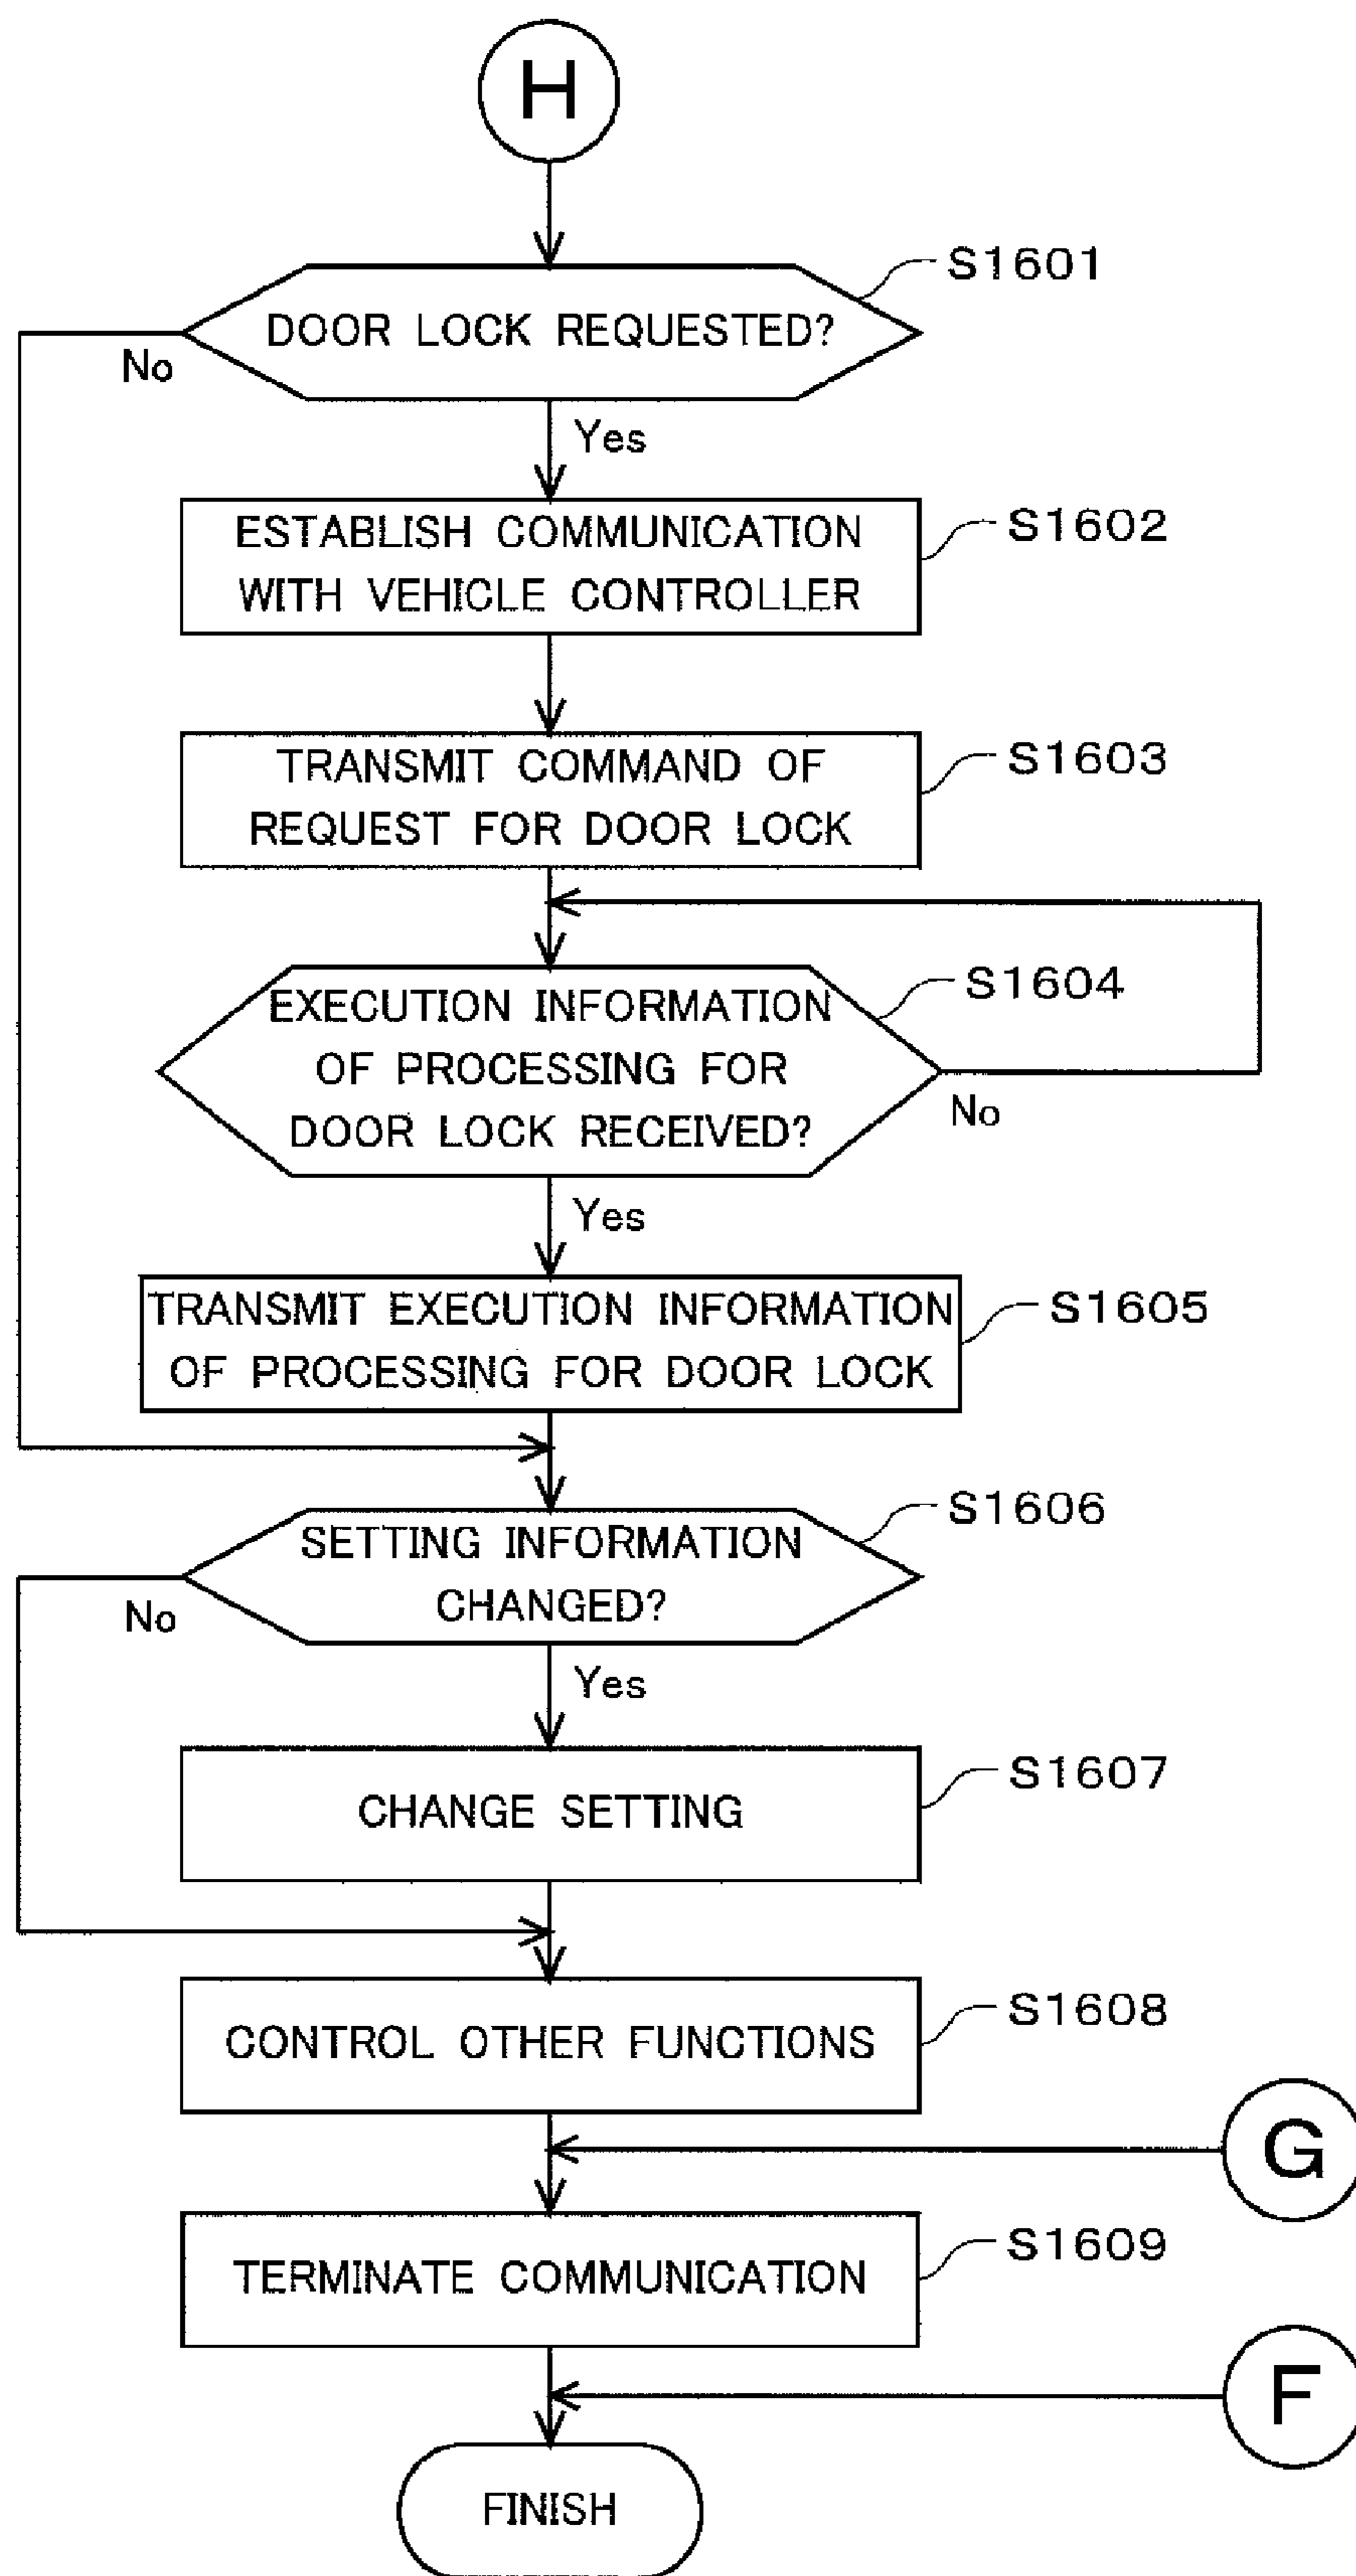 H
S1601
DOOR LOCK REQUESTED?
No
Yes
S1602
ESTABLISH COMMUNICATION
WITH VEHICLE CONTROLLER
S1603
TRANSMIT COMMAND OF
REQUEST FOR DOOR LOCK
S1604
EXECUTION INFORMATION
OF PROCESSING FOR
DOOR LOCK RECEIVED?
No
Yes
S1605
TRANSMIT EXECUTION INFORMATION
OF PROCESSING FOR DOOR LOCK
S1606
SETTING INFORMATION
CHANGED?
No
Yes
S1607
CHANGE SETTING
S1608
CONTROL OTHER FUNCTIONS
G
S1609
TERMINATE COMMUNICATION
F
FINISH